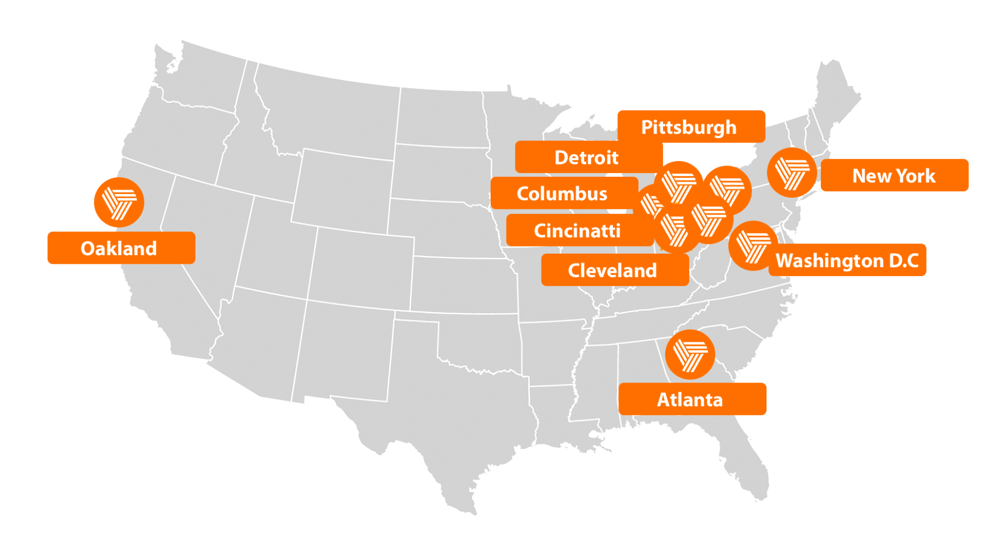 Pittsburgh
Detroit
New York
Columbus
Cincinatti
Oakland
Washington D.C
Cleveland
Atlanta